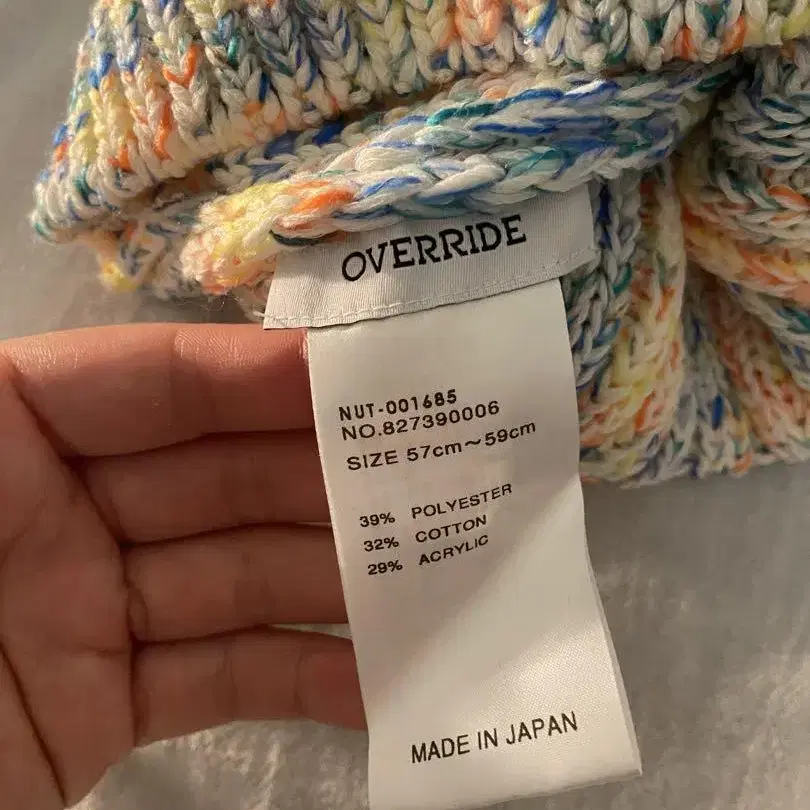 OVERRIDE
NUT-001685
NO.827390006
SIZE 57cm~59cm
39% POLYESTER
32% COTTON
29% ACRYLIC
MADE IN JAPAN